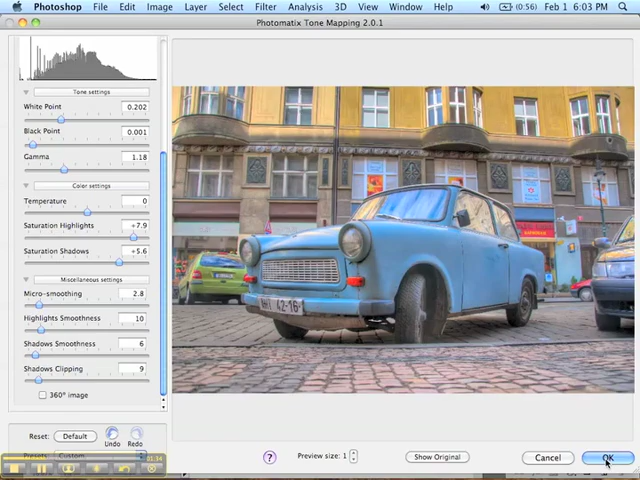 Photoshop File Edit Image Layer Select Filter Analysis 3D View Window Help (0:56) Feb 1 6:03 PM
Photomatix Tone Mapping 2.0.1
Tone settings
White Point 0.202
Black Point 0.001
Gamma 1.18
Color settings
Temperature 0
Saturation Highlights +7.9
Saturation Shadows +5.6
Miscellaneous settings
Micro-smoothing 2.8
Highlights Smoothness 10
Shadows Smoothness 6
Shadows Clipping 9
360° image
Reset: Default Undo Redo
Presets: Custom
01:34
? Preview size: 1 Show Original Cancel OK
42-16